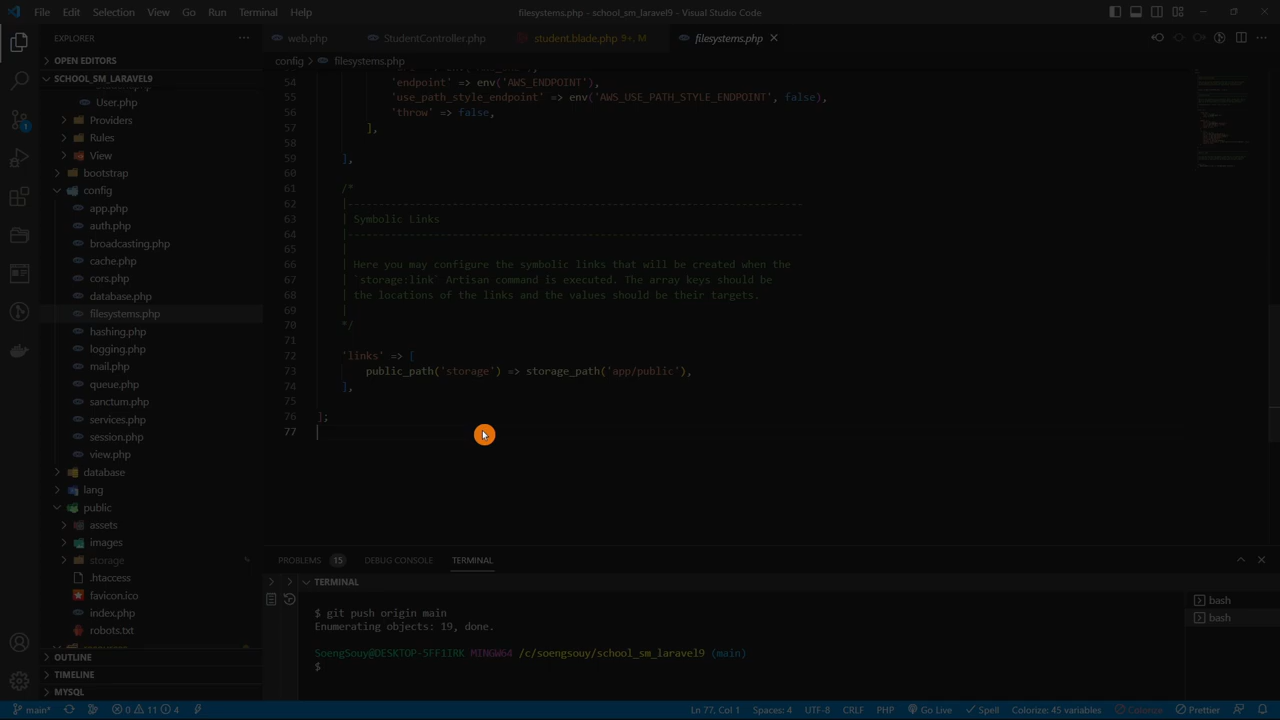 File Edit Selection View Go Run Terminal Help
filesystems.php - school_sm_laravel9 - Visual Studio Code
EXPLORER
OPEN EDITORS
SCHOOL_SM_LARAVEL9
User.php
Providers
Rules
View
bootstrap
config
app.php
auth.php
broadcasting.php
cache.php
cors.php
database.php
filesystems.php
hashing.php
logging.php
mail.php
queue.php
sanctum.php
services.php
session.php
view.php
database
lang
public
assets
images
storage
.htaccess
favicon.ico
index.php
robots.txt
OUTLINE
TIMELINE
MYSQL
web.php StudentController.php student.blade.php 9+, M filesystems.php
config > filesystems.php
54 'endpoint' => env('AWS_ENDPOINT'),
55 'use_path_style_endpoint' => env('AWS_USE_PATH_STYLE_ENDPOINT', false),
56 'throw' => false,
57 ],
58
59 ],
60
61 /*
62 |--------------------------------------------------------------------------
63 | Symbolic Links
64 |--------------------------------------------------------------------------
65 |
66 | Here you may configure the symbolic links that will be created when the
67 | `storage:link` Artisan command is executed. The array keys should be
68 | the locations of the links and the values should be their targets.
69 |
70 */
71
72 'links' => [
73 public_path('storage') => storage_path('app/public'),
74 ],
75
76 ];
77
PROBLEMS 15 DEBUG CONSOLE TERMINAL
TERMINAL
$ git push origin main
Enumerating objects: 19, done.
SoengSouy@DESKTOP-5FF1IRK MINGW64 /c/soengsouy/school_sm_laravel9 (main)
$
bash
bash
1
main* 0 11 4 Ln 77, Col 1 Spaces: 4 UTF-8 CRLF PHP Go Live Spell Colorize: 45 variables Colorize Prettier